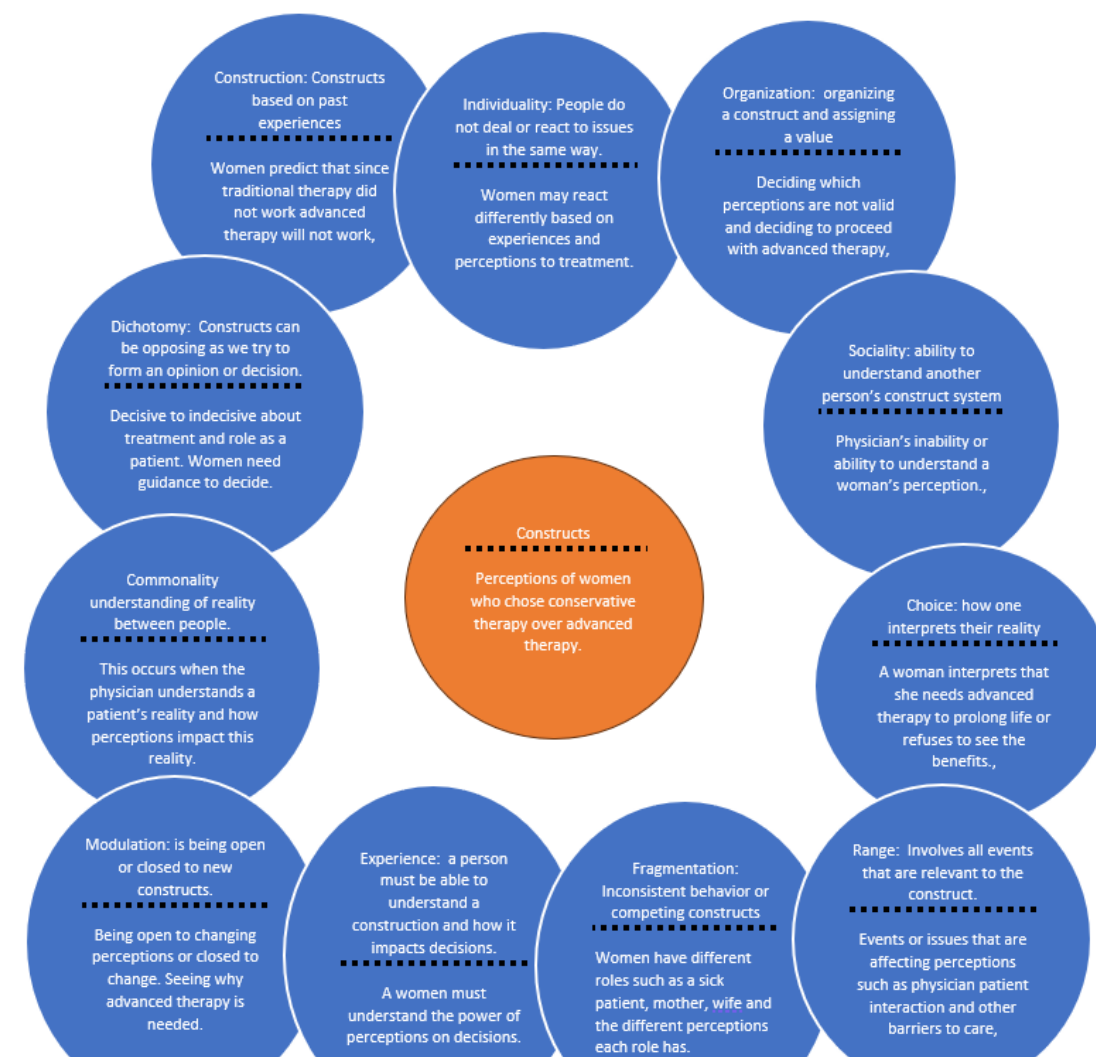 Construction: Constructs
based on past
experiences
Women predict that since
traditional therapy did
not work advanced
therapy will not work,
Individuality: People do
not deal or react to issues
in the same way.
Women may react
differently based on
experiences and
perceptions to treatment.
Organization:  organizing
a construct and assigning
a value
Deciding which
perceptions are not valid
and deciding to proceed
with advanced therapy,
Dichotomy:  Constructs can
be opposing as we try to
form an opinion or decision.
Decisive to indecisive about
treatment and role as a
patient. Women need
guidance to decide.
Sociality: ability to
understand another
person's construct system
Physician's inability or
ability to understand a
woman's perception.,
Constructs
Perceptions of women
who chose conservative
therapy over advanced
therapy.
Commonality
understanding of reality
between people.
This occurs when the
physician understands a
patient's reality and how
perceptions impact this
reality.
Choice: how one
interprets their reality
A woman interprets that
she needs advanced
therapy to prolong life or
refuses to see the
benefits.,
Modulation: is being open
or closed to new
constructs.
Being open to changing
perceptions or closed to
change. Seeing why
advanced therapy is
needed.
Experience:  a person
must be able to
understand a
construction and how it
impacts decisions.
A women must
understand the power of
perceptions on decisions.
Fragmentation:
Inconsistent behavior or
competing constructs
Women have different
roles such as a sick
patient, mother, wife and
the different perceptions
each role has.
Range:  Involves all events
that are relevant to the
construct.
Events or issues that are
affecting perceptions
such as physician patient
interaction and other
barriers to care,